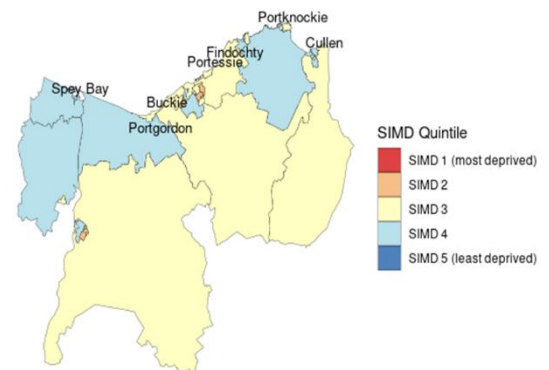 Portknockie
Cullen
Findochty
Portessie
Spey Bay
Buckie
Portgordon
SIMD Quintile
SIMD 1 (most deprived)
SIMD 2
SIMD 3
SIMD 4
SIMD 5 (least deprived)